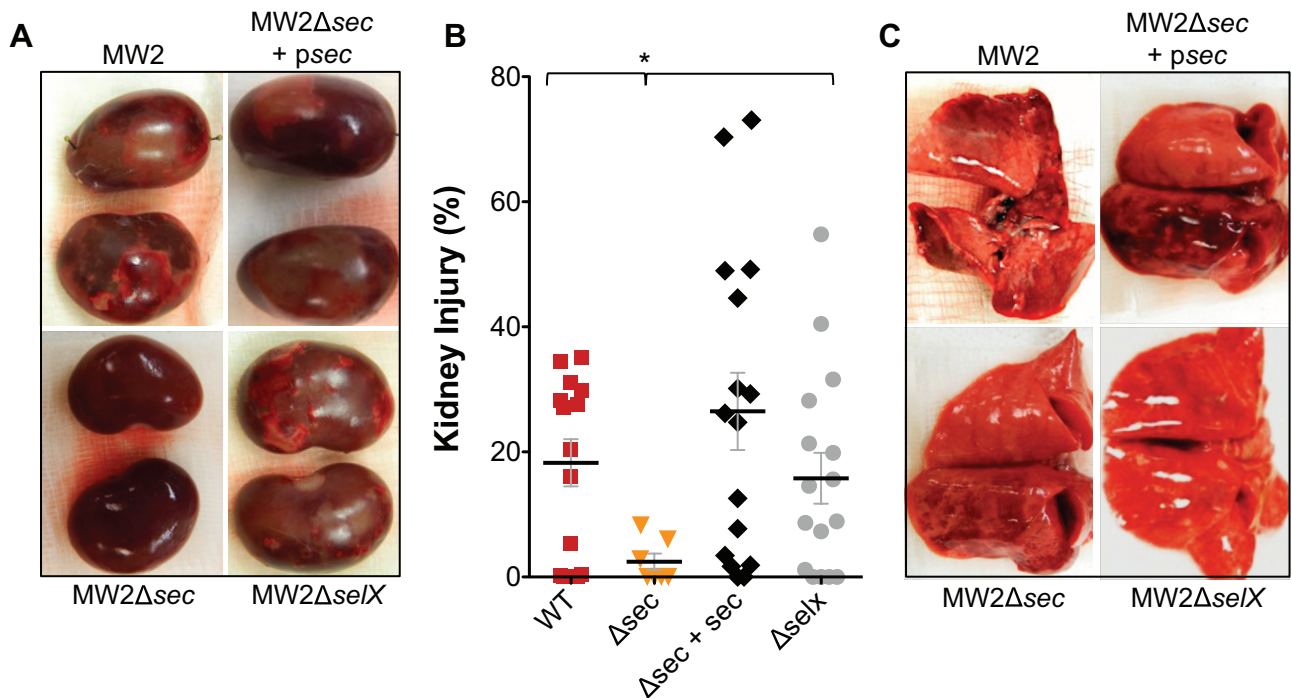 A
MW2
MW2Δsec
+ psec
MW2Δsec
MW2ΔselX
B
*
Kidney Injury (%)
80
60
40
20
0
WT
Δsec
Δsec + sec
Δselx
C
MW2
MW2Δsec
+ psec
MW2Δsec
MW2ΔselX